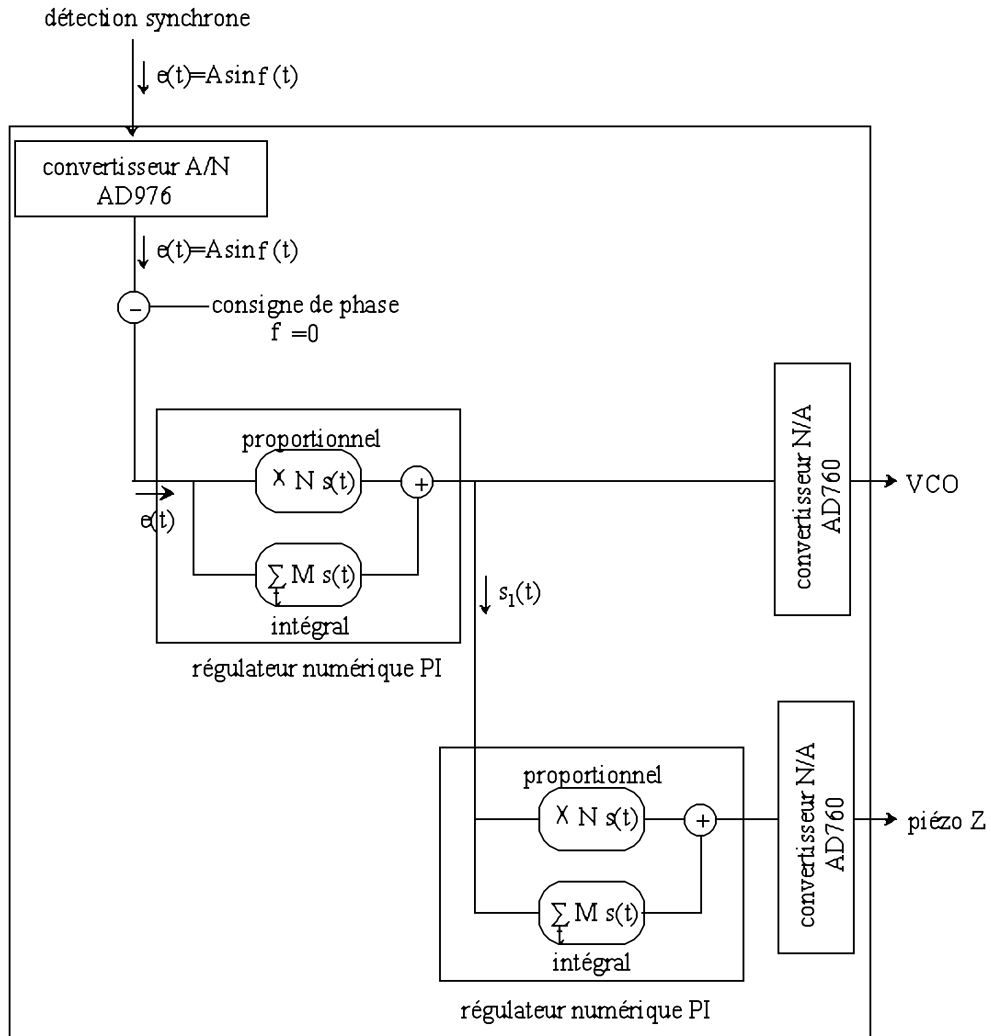 détection synchrone
e(t)=Asinf (t)
convertisseur A/N
AD976
e(t)=Asinf (t)
−
consigne de phase
f =0
proportionnel
× N s(t)
+
e(t)
∑ M s(t)
t
intégral
régulateur numérique PI
convertisseur N/A
AD760
VCO
s₁(t)
proportionnel
× N s(t)
+
∑ M s(t)
t
intégral
régulateur numérique PI
convertisseur N/A
AD760
piézo Z